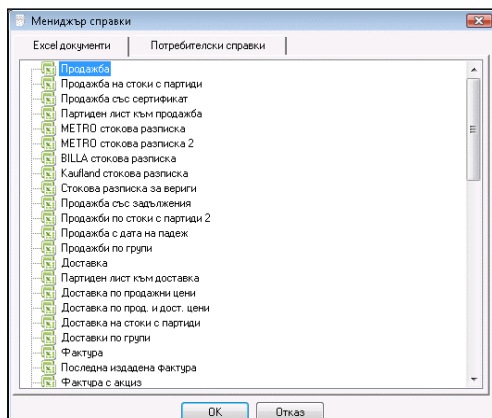 Мениджър справки
Excel документи
Потребителски справки
Продажба
Продажба на стоки с партиди
Продажба със сертификат
Партиден лист към продажба
METRO стокова разписка
METRO стокова разписка 2
BILLA стокова разписка
Kaufland стокова разписка
Стокова разписка за вериги
Продажба със задължения
Продажби по стоки с партиди 2
Продажба с дата на падеж
Продажби по групи
Доставка
Партиден лист към доставка
Доставка по продажни цени
Доставка по прод. и дост. цени
Доставка на стоки с партиди
Доставки по групи
Фактура
Последна издадена фактура
Фактура с акциз
OK
Отказ